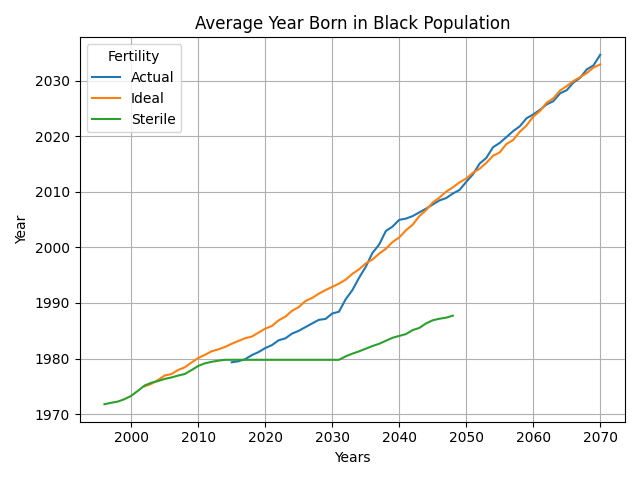 Average Year Born in Black Population
Fertility
Actual
Ideal
Sterile
2030
2020
2010
2000
1990
1980
1970
Year
2000 2010 2020 2030 2040 2050 2060 2070
Years